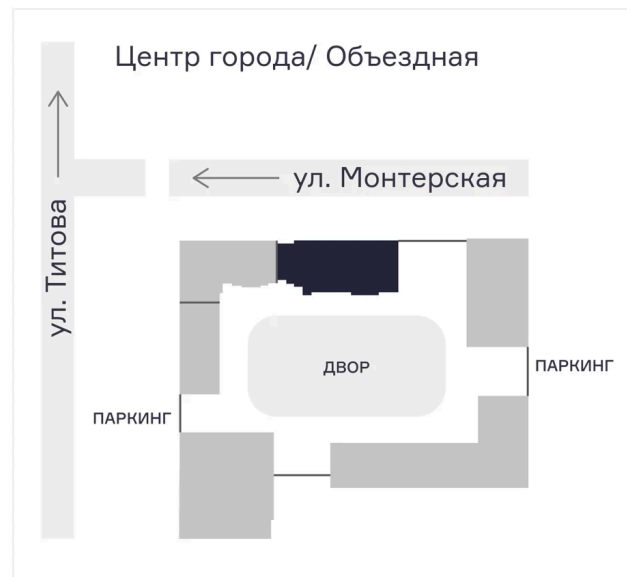 Центр города/ Объездная
ул. Монтерская
ул. Титова
ДВОР
ПАРКИНГ
ПАРКИНГ